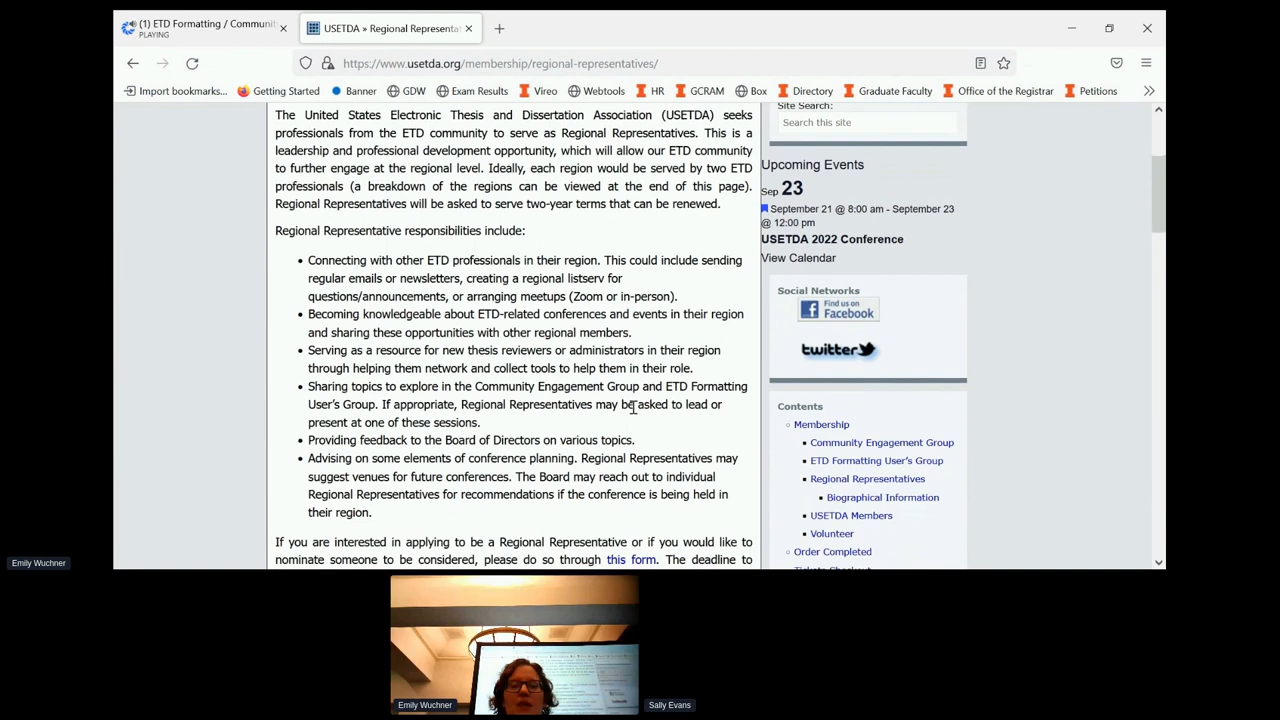 (1) ETD Formatting / Communi
PLAYING
USETDA » Regional Representa
https://www.usetda.org/membership/regional-representatives/
Import bookmarks... Getting Started Banner GDW Exam Results Vireo Webtools HR GCRAM Box Directory Graduate Faculty Office of the Registrar Petitions
The United States Electronic Thesis and Dissertation Association (USETDA) seeks
professionals from the ETD community to serve as Regional Representatives. This is a
leadership and professional development opportunity, which will allow our ETD community
to further engage at the regional level. Ideally, each region would be served by two ETD
professionals (a breakdown of the regions can be viewed at the end of this page).
Regional Representatives will be asked to serve two-year terms that can be renewed.
Regional Representative responsibilities include:
• Connecting with other ETD professionals in their region. This could include sending
regular emails or newsletters, creating a regional listserv for
questions/announcements, or arranging meetups (Zoom or in-person).
• Becoming knowledgeable about ETD-related conferences and events in their region
and sharing these opportunities with other regional members.
• Serving as a resource for new thesis reviewers or administrators in their region
through helping them network and collect tools to help them in their role.
• Sharing topics to explore in the Community Engagement Group and ETD Formatting
User's Group. If appropriate, Regional Representatives may be asked to lead or
present at one of these sessions.
• Providing feedback to the Board of Directors on various topics.
• Advising on some elements of conference planning. Regional Representatives may
suggest venues for future conferences. The Board may reach out to individual
Regional Representatives for recommendations if the conference is being held in
their region.
If you are interested in applying to be a Regional Representative or if you would like to
nominate someone to be considered, please do so through this form. The deadline to
Site Search:
Search this site
Upcoming Events
Sep 23
September 21 @ 8:00 am - September 23
@ 12:00 pm
USETDA 2022 Conference
View Calendar
Social Networks
Find us on
Facebook
twitter
Contents
Membership
Community Engagement Group
ETD Formatting User's Group
Regional Representatives
Biographical Information
USETDA Members
Volunteer
Order Completed
Tickets Checkout
Emily Wuchner
Emily Wuchner
Sally Evans